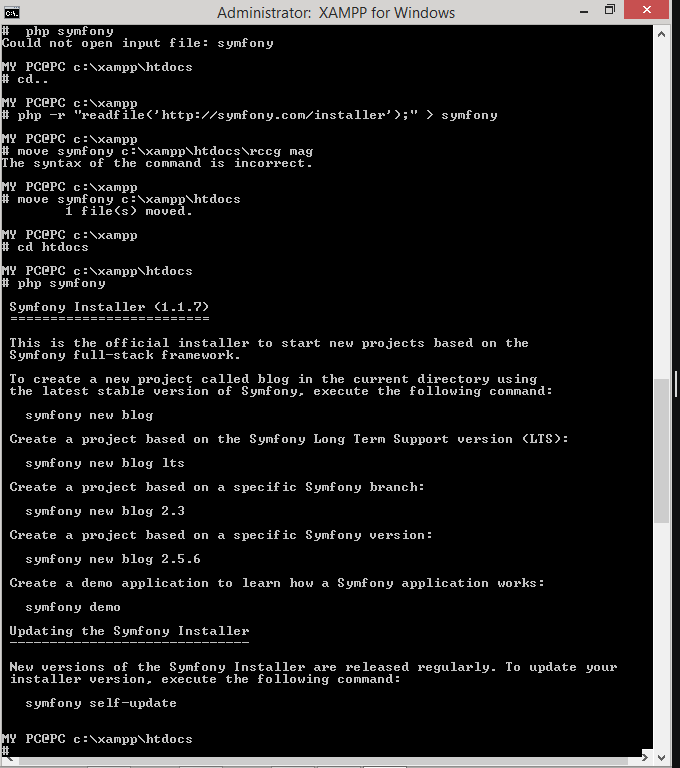 Administrator: XAMPP for Windows
#  php symfony
Could not open input file: symfony
MY PC@PC c:\xampp\htdocs
# cd..
MY PC@PC c:\xampp
# php -r "readfile('http://symfony.com/installer');" > symfony
MY PC@PC c:\xampp
# move symfony c:\xampp\htdocs\rccg mag
The syntax of the command is incorrect.
MY PC@PC c:\xampp
# move symfony c:\xampp\htdocs
        1 file(s) moved.
MY PC@PC c:\xampp
# cd htdocs
MY PC@PC c:\xampp\htdocs
# php symfony
Symfony Installer (1.1.7)
=========================
This is the official installer to start new projects based on the
Symfony full-stack framework.
To create a new project called blog in the current directory using
the latest stable version of Symfony, execute the following command:
symfony new blog
Create a project based on the Symfony Long Term Support version (LTS):
symfony new blog lts
Create a project based on a specific Symfony branch:
symfony new blog 2.3
Create a project based on a specific Symfony version:
symfony new blog 2.5.6
Create a demo application to learn how a Symfony application works:
symfony demo
Updating the Symfony Installer
------------------------------
New versions of the Symfony Installer are released regularly. To update your
installer version, execute the following command:
symfony self-update
MY PC@PC c:\xampp\htdocs
#